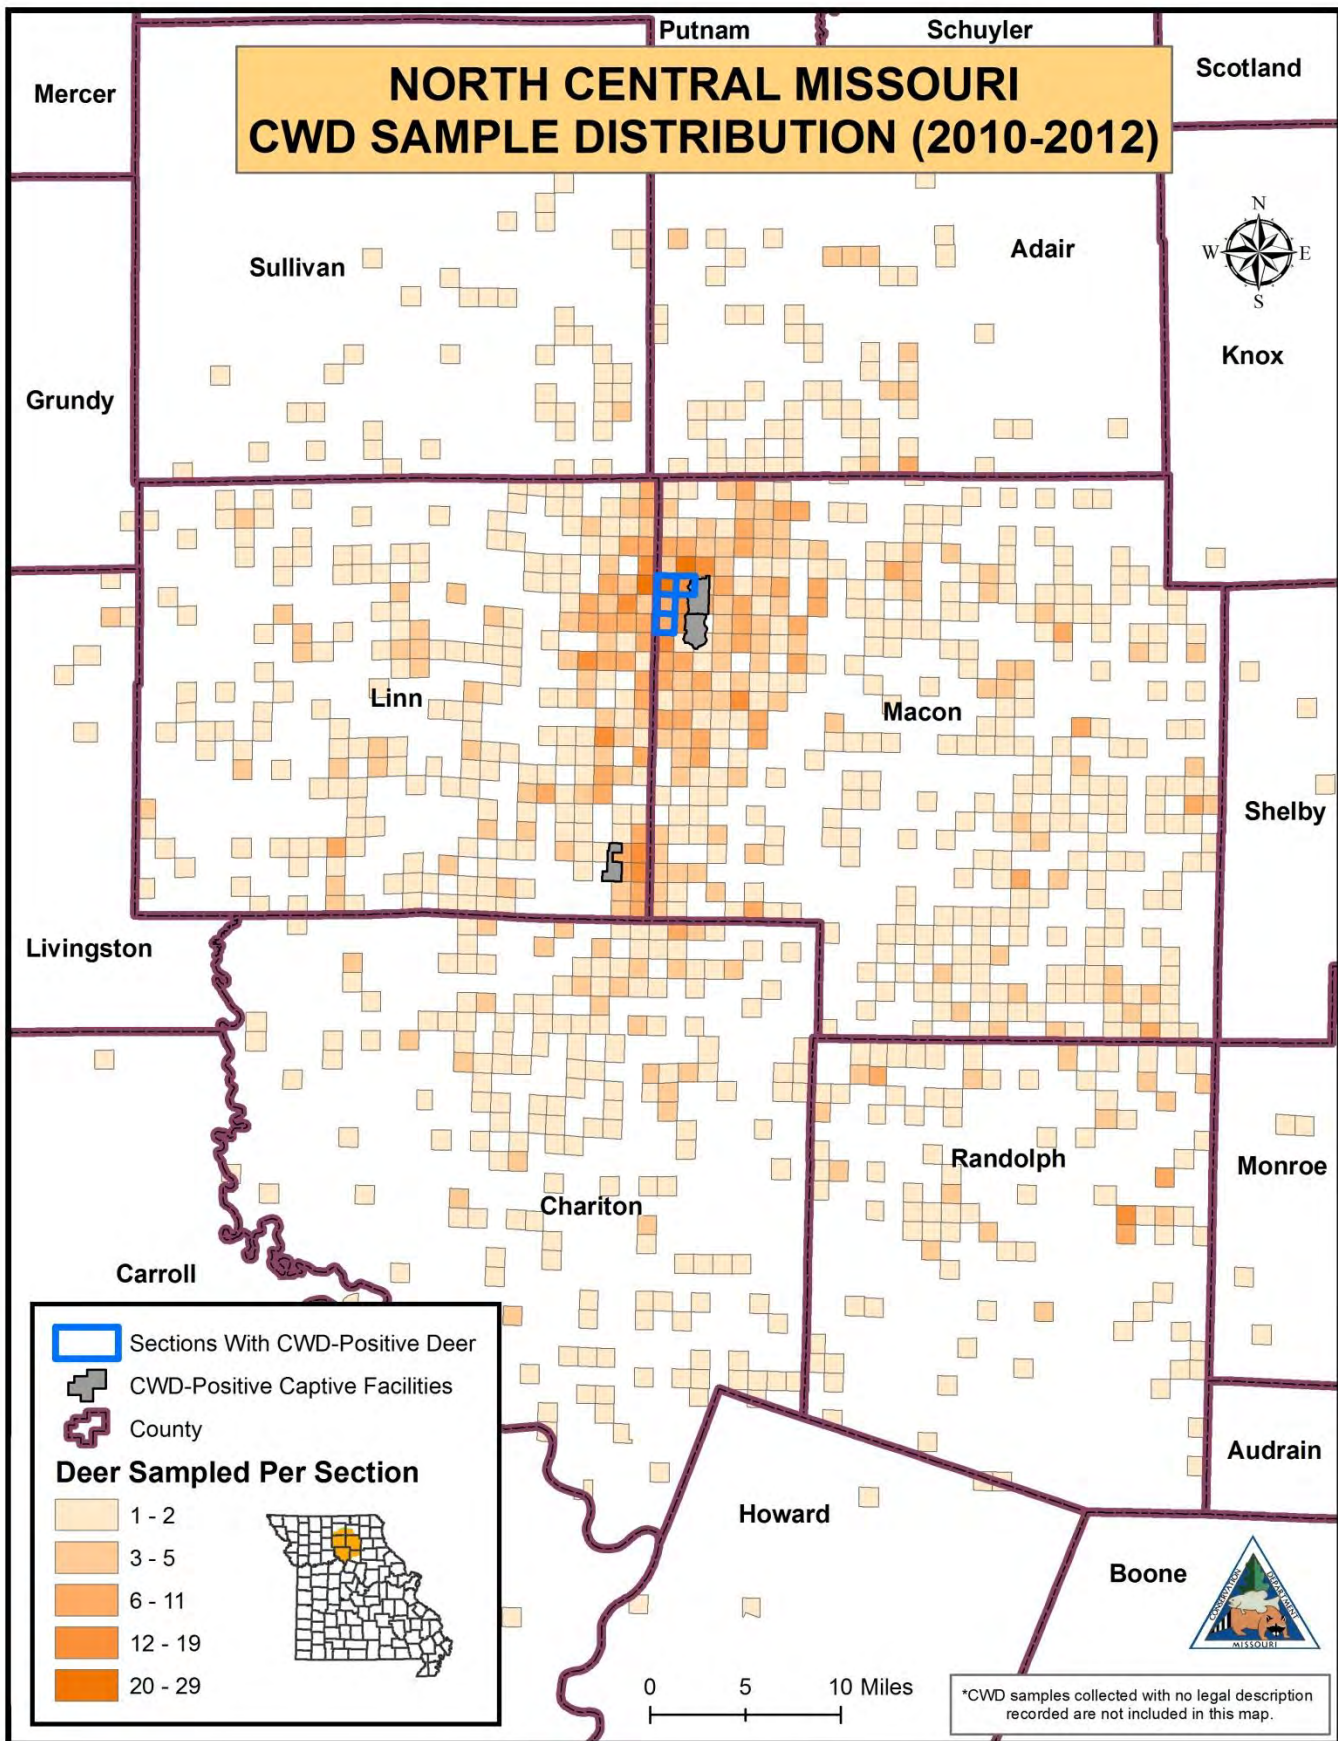 Putnam
Schuyler
Scotland
Mercer
NORTH CENTRAL MISSOURI
CWD SAMPLE DISTRIBUTION (2010-2012)
N
W
E
S
Sullivan
Adair
Knox
Grundy
Linn
Macon
Shelby
Livingston
Randolph
Monroe
Chariton
Carroll
Sections With CWD-Positive Deer
CWD-Positive Captive Facilities
County
Deer Sampled Per Section
1 - 2
3 - 5
6 - 11
12 - 19
20 - 29
Audrain
Howard
Boone
CONSERVATION
DEPARTMENT
MISSOURI
0 5 10 Miles
*CWD samples collected with no legal description
recorded are not included in this map.